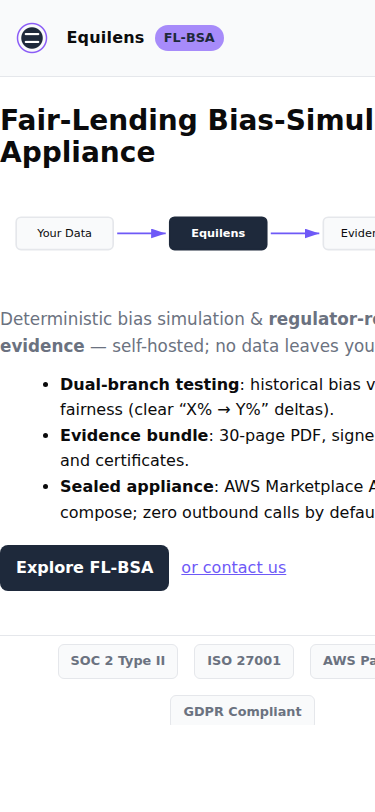 Equilens FL-BSA
Fair-Lending Bias-Simul
Appliance
Your Data
Equilens
Eviden
Deterministic bias simulation & regulator-re
evidence — self-hosted; no data leaves you
• Dual-branch testing: historical bias v
fairness (clear “X% → Y%” deltas).
• Evidence bundle: 30-page PDF, signe
and certificates.
• Sealed appliance: AWS Marketplace A
compose; zero outbound calls by defau
Explore FL-BSA or contact us
SOC 2 Type II ISO 27001 AWS Pa
GDPR Compliant